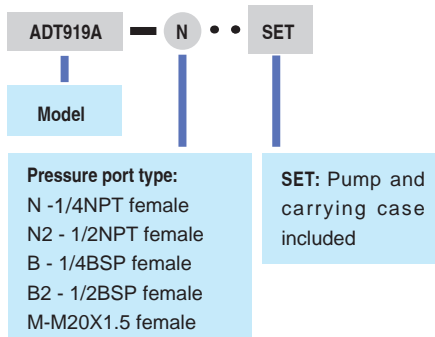 ADT919A — N • • SET
Model
Pressure port type:
N -1/4NPT female
N2 - 1/2NPT female
B - 1/4BSP female
B2 - 1/2BSP female
M-M20X1.5 female
SET: Pump and
carrying case
included